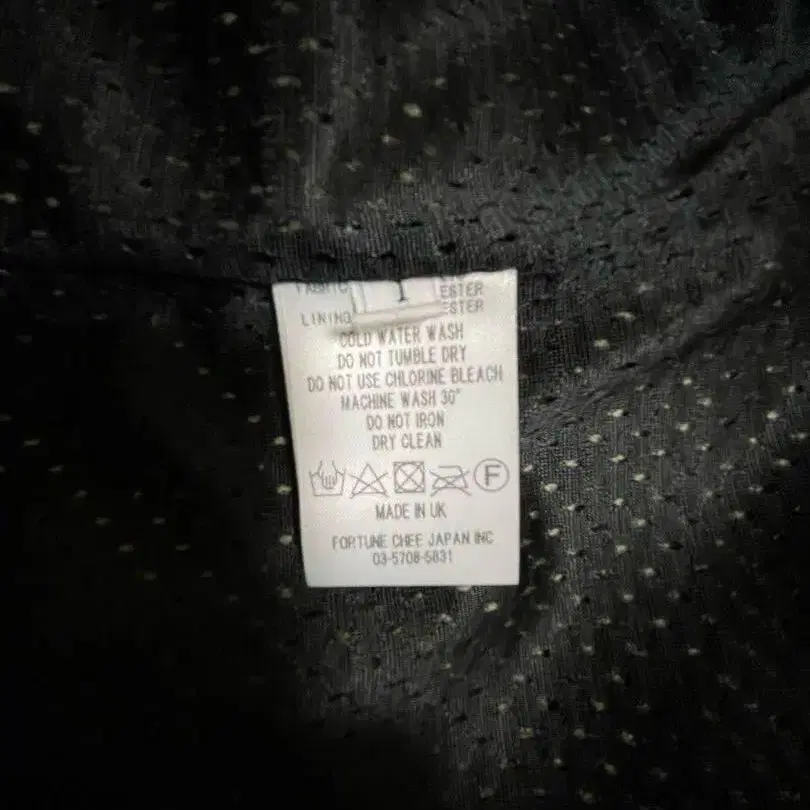 FABRIC ESTER
LINING ESTER
COLD WATER WASH
DO NOT TUMBLE DRY
DO NOT USE CHLORINE BLEACH
MACHINE WASH 30°
DO NOT IRON
DRY CLEAN
F
MADE IN UK
FORTUNE CHEE JAPAN INC
03-5708-5831